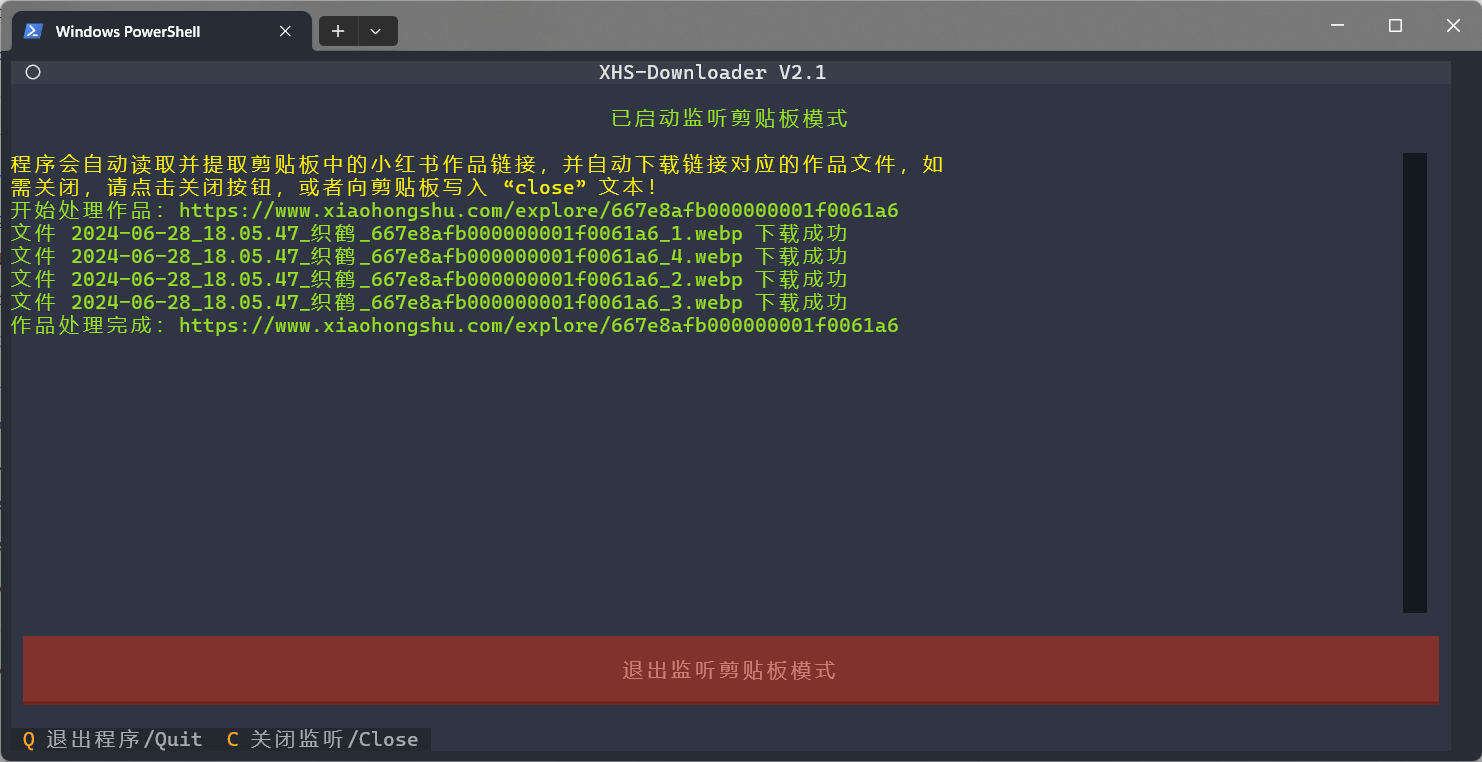 Windows PowerShell
XHS-Downloader V2.1
已启动监听剪贴板模式
程序会自动读取并提取剪贴板中的小红书作品链接，并自动下载链接对应的作品文件，如
需关闭，请点击关闭按钮，或者向剪贴板写入 “close” 文本！
开始处理作品：https://www.xiaohongshu.com/explore/667e8afb000000001f0061a6
文件 2024-06-28_18.05.47_织鹤_667e8afb000000001f0061a6_1.webp 下载成功
文件 2024-06-28_18.05.47_织鹤_667e8afb000000001f0061a6_4.webp 下载成功
文件 2024-06-28_18.05.47_织鹤_667e8afb000000001f0061a6_2.webp 下载成功
文件 2024-06-28_18.05.47_织鹤_667e8afb000000001f0061a6_3.webp 下载成功
作品处理完成：https://www.xiaohongshu.com/explore/667e8afb000000001f0061a6
退出监听剪贴板模式
Q 退出程序/Quit C 关闭监听/Close